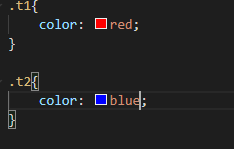 .t1{
    color: red;
}

.t2{
    color: blue;
}